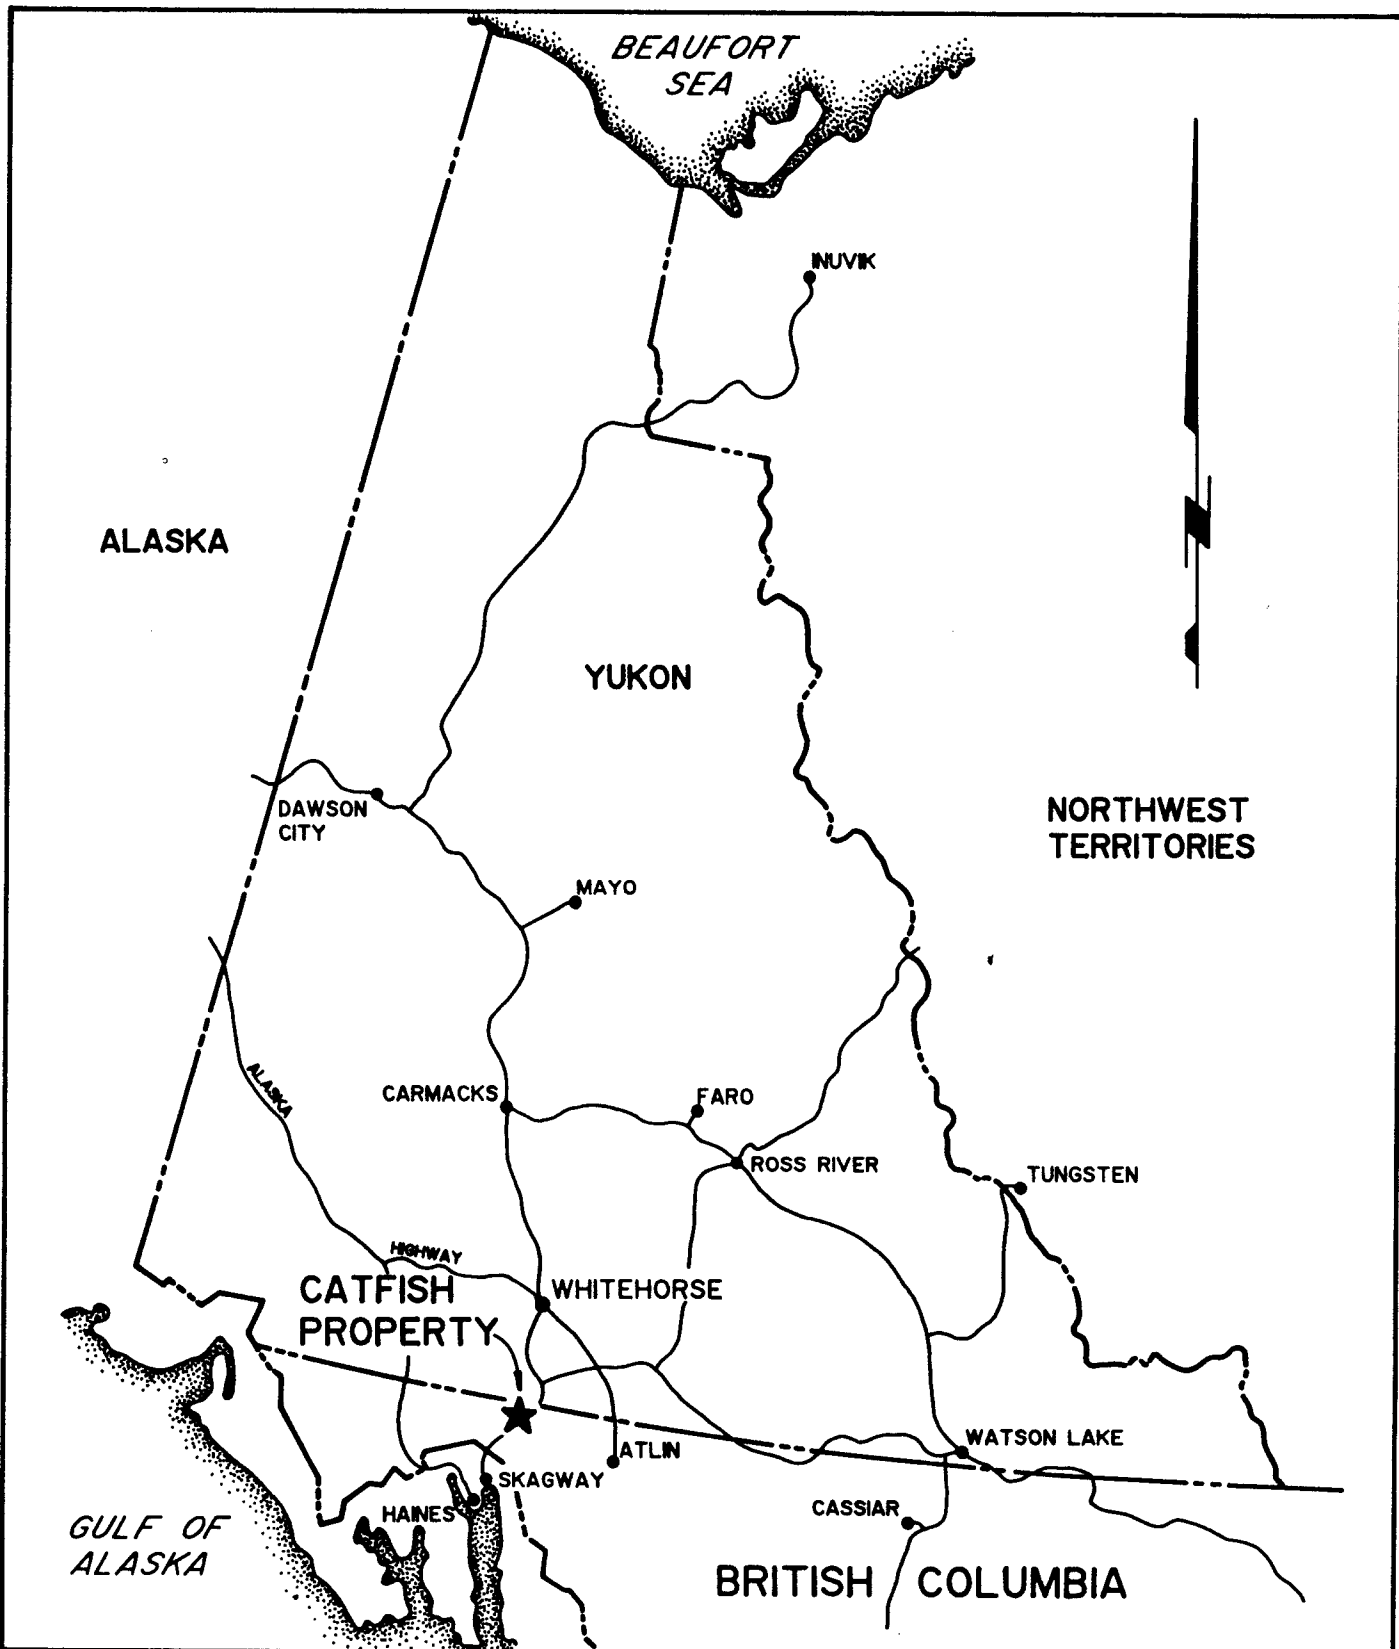 BEAUFORT
SEA
INUVIK
ALASKA
YUKON
DAWSON
CITY
NORTHWEST
TERRITORIES
MAYO
ALASKA
CARMACKS
FARO
ROSS RIVER
TUNGSTEN
HIGHWAY
CATFISH
PROPERTY
WHITEHORSE
ATLIN
WATSON LAKE
SKAGWAY
HAINES
CASSIAR
GULF OF
ALASKA
BRITISH COLUMBIA